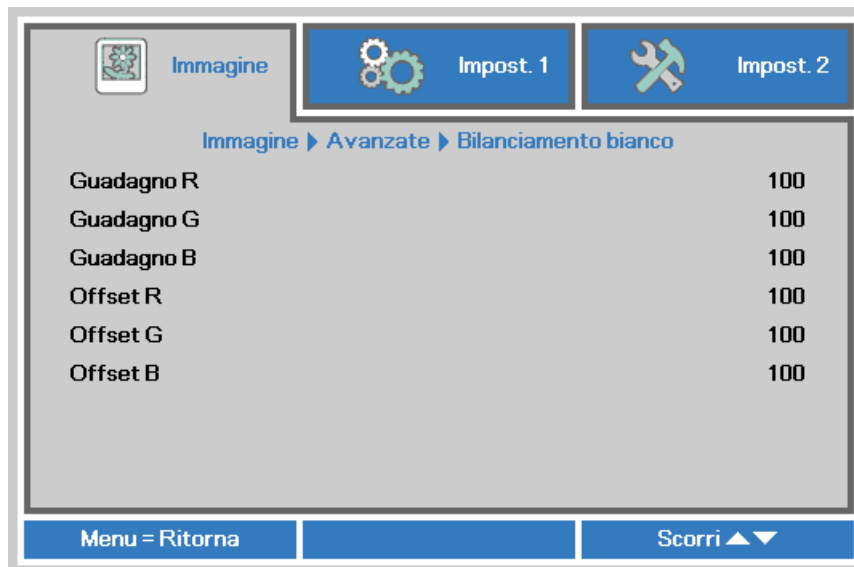 Immagine
Impost. 1
Impost. 2
Immagine ▶ Avanzate ▶ Bilanciamento bianco
Guadagno R 100
Guadagno G 100
Guadagno B 100
Offset R 100
Offset G 100
Offset B 100
Menu = Ritorna
Scorri ▲▼